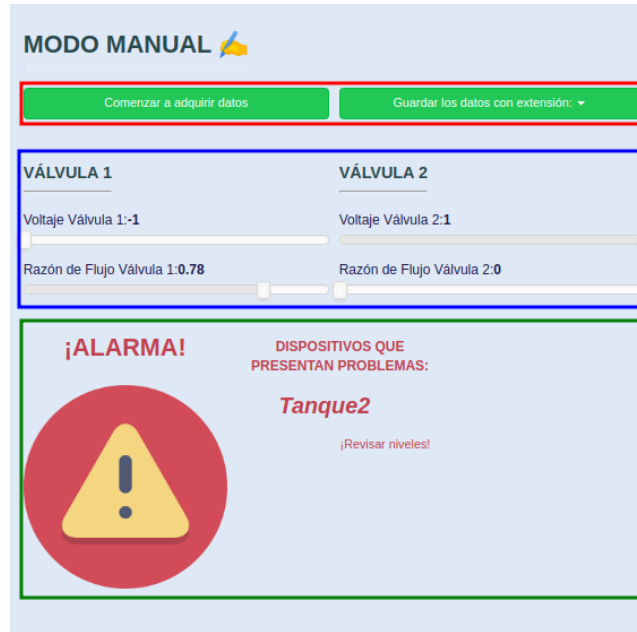 MODO MANUAL ✍️
Comenzar a adquirir datos
Guardar los datos con extensión:
VÁLVULA 1
VÁLVULA 2
Voltaje Válvula 1:-1
Voltaje Válvula 2:1
Razón de Flujo Válvula 1:0.78
Razón de Flujo Válvula 2:0
¡ALARMA!
DISPOSITIVOS QUE
PRESENTAN PROBLEMAS:
Tanque2
¡Revisar niveles!